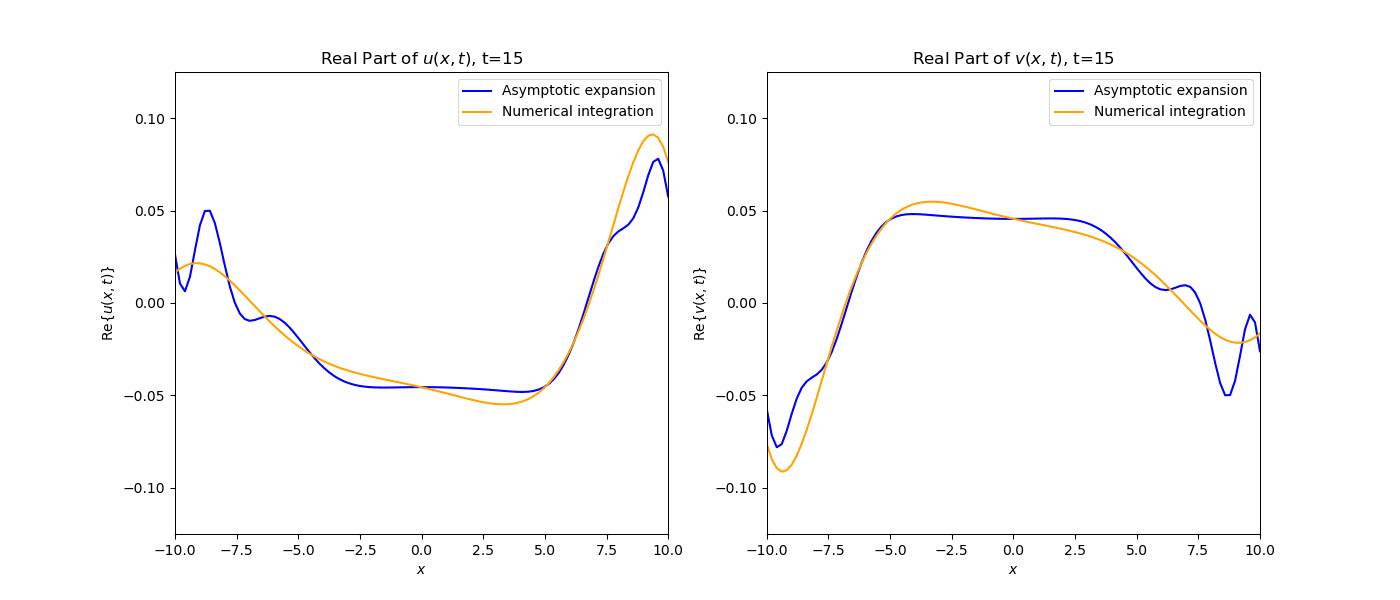 Real Part of u(x, t), t=15
Asymptotic expansion
Numerical integration
Re{u(x, t)}
0.10
0.05
0.00
−0.05
−0.10
−10.0 −7.5 −5.0 −2.5 0.0 2.5 5.0 7.5 10.0
x
Real Part of v(x, t), t=15
Asymptotic expansion
Numerical integration
Re{v(x, t)}
0.10
0.05
0.00
−0.05
−0.10
−10.0 −7.5 −5.0 −2.5 0.0 2.5 5.0 7.5 10.0
x